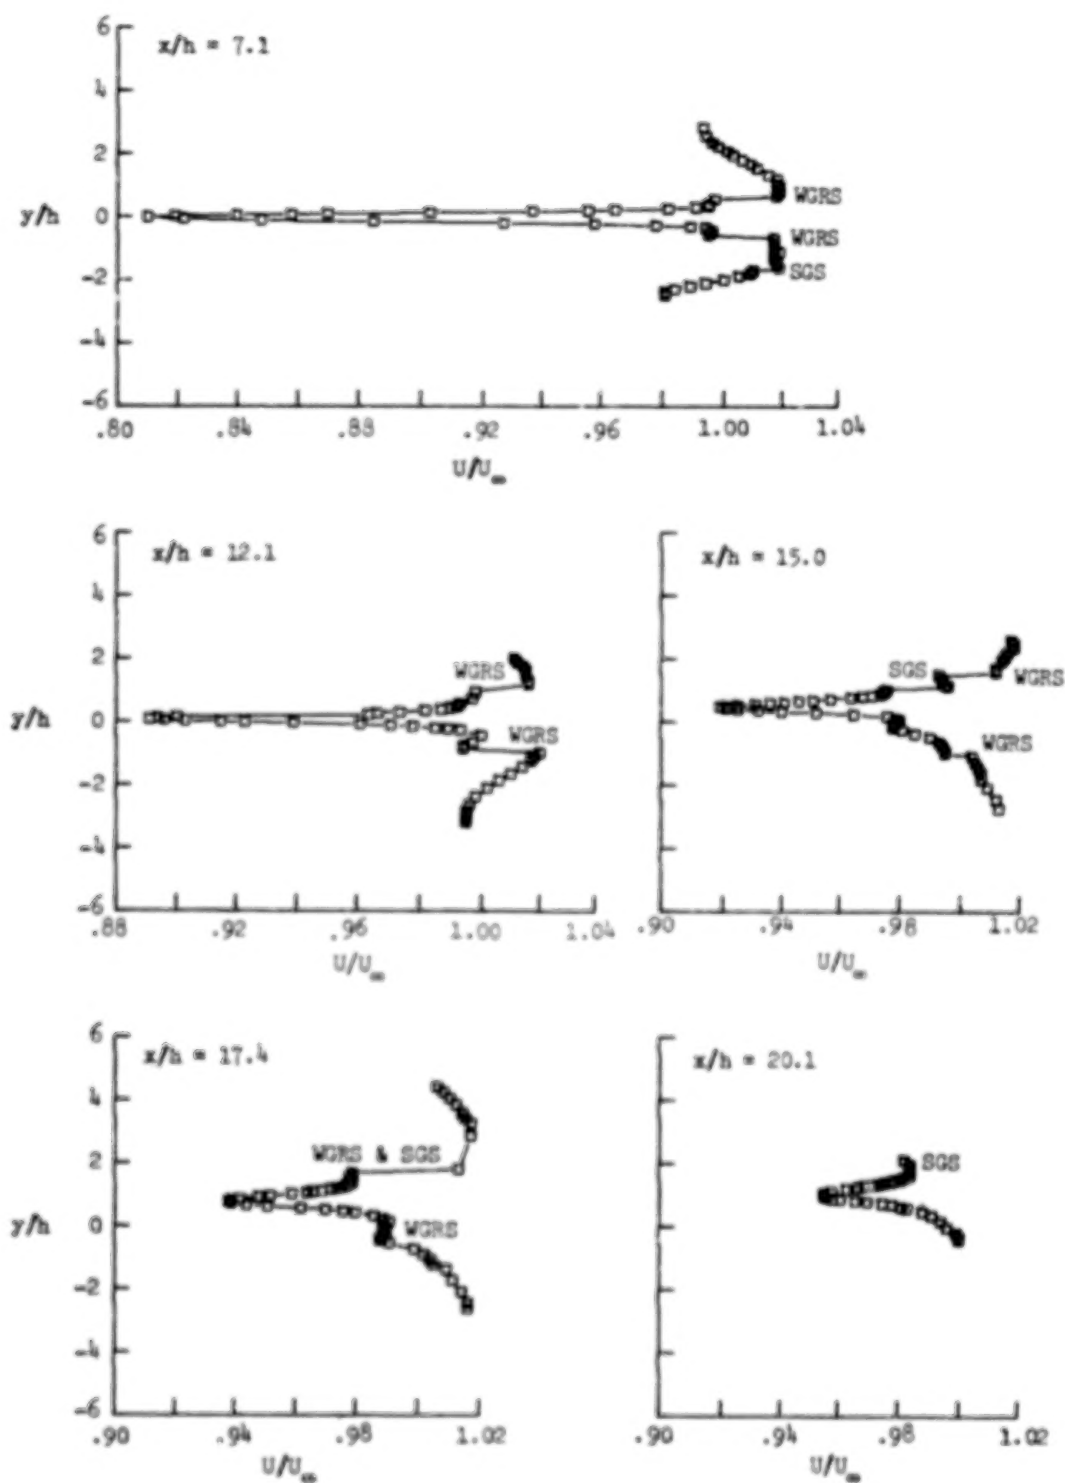 6
x/h = 7.1
4
2
WGRS
y/h
0
WGRS
-2
SGS
-4
-6
.80 .84 .88 .92 .96 1.00 1.04
U/U∞
6
x/h = 12.1
4
2
WGRS
y/h
0
WGRS
-2
-4
-6
.88 .92 .96 1.00 1.04
U/U∞
x/h = 15.0
SGS
WGRS
WGRS
.90 .94 .98 1.02
U/U∞
6
x/h = 17.4
4
2
WGRS & SGS
y/h
0
WGRS
-2
-4
-6
.90 .94 .98 1.02
U/U∞
x/h = 20.1
SGS
.90 .94 .98 1.02
U/U∞